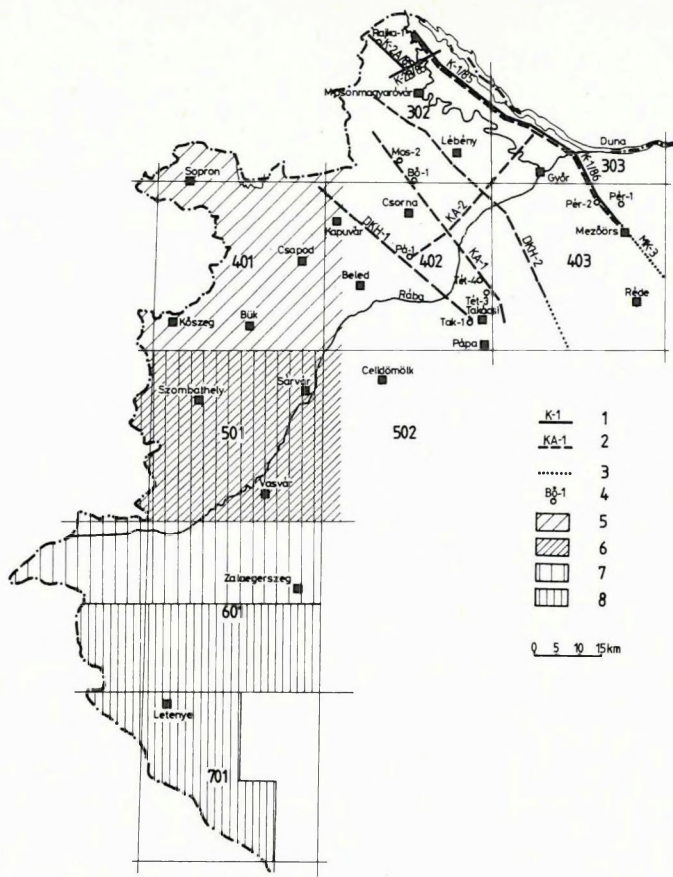 Rajka-1
K-2A/85
K-2B/85
K-1/85
Mosonmagyaróvár
302
Duna
303
Lébény
Mos-2
Bő-1
Győr
K-1/86
Sopron
Csorna
KA-2
Pér-2
Pér-1
Kapuvár
DKH-1
Mezőörs
401
Csapod
Pá-1
402
KA-1
DKH-2
403
MK-3
Beled
Tét-4
Rába
Tét-3
Réde
Kőszeg
Bük
Takácsi
Tak-1
Pápa
Celldömölk
Szombathely
Sárvár
501
502
K-1 1
KA-1 2
3
Bő-1 4
5
6
7
8
Vasvár
Zalaegerszeg
601
0 5 10 15km
Letenye
701